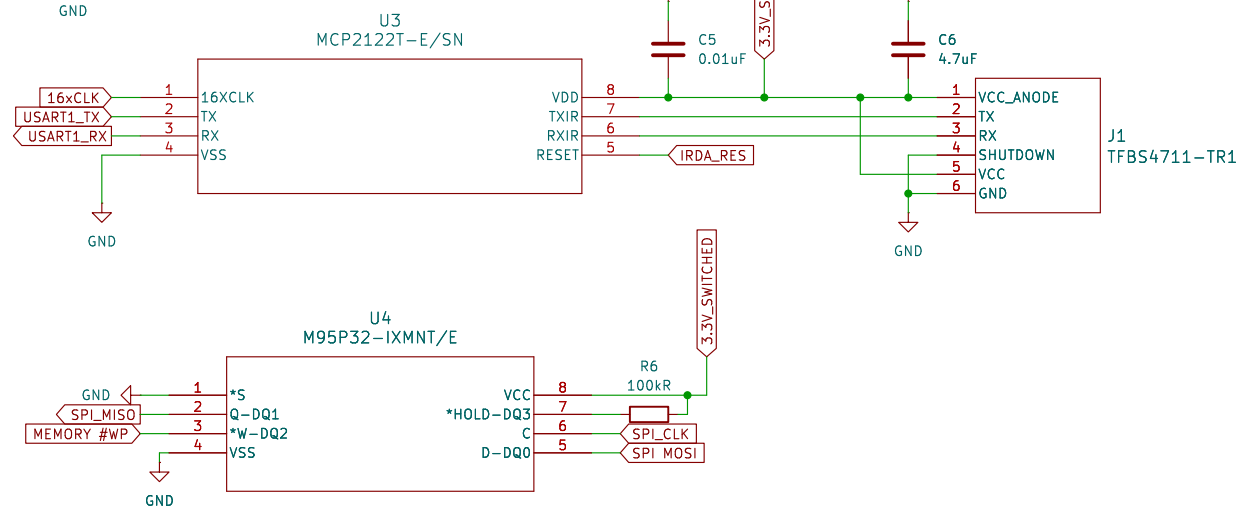 GND
U3
MCP2122T-E/SN
3.3V_S
C5
0.01uF
C6
4.7uF
16xCLK
1
16XCLK
VDD
8
1
VCC_ANODE
USART1_TX
2
TX
TXIR
7
2
TX
USART1_RX
3
RX
RXIR
6
3
RX
4
VSS
RESET
5
IRDA_RES
4
SHUTDOWN
5
VCC
6
GND
J1
TFBS4711-TR1
GND
GND
3.3V_SWITCHED
U4
M95P32-IXMNT/E
R6
100kR
GND
1
*S
VCC
8
SPI_MISO
2
Q-DQ1
*HOLD-DQ3
7
MEMORY #WP
3
*W-DQ2
C
6
SPI_CLK
4
VSS
D-DQ0
5
SPI MOSI
GND